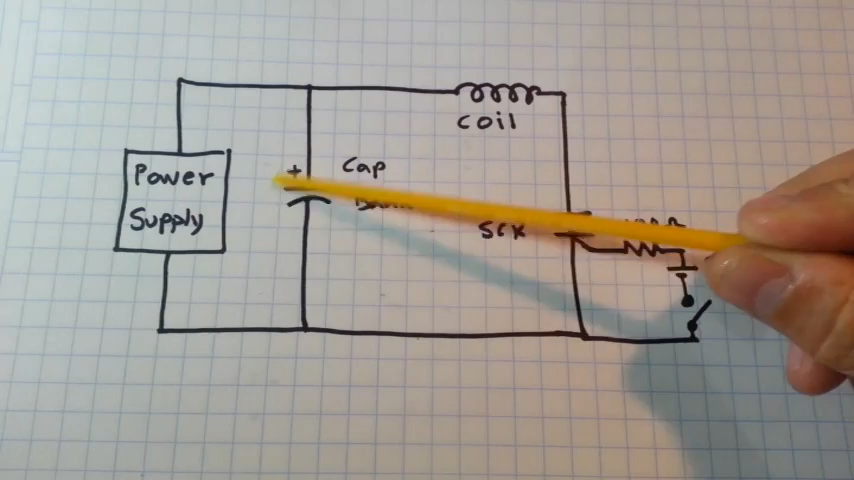 Coil
Cap
Power
Supply
SCR
+